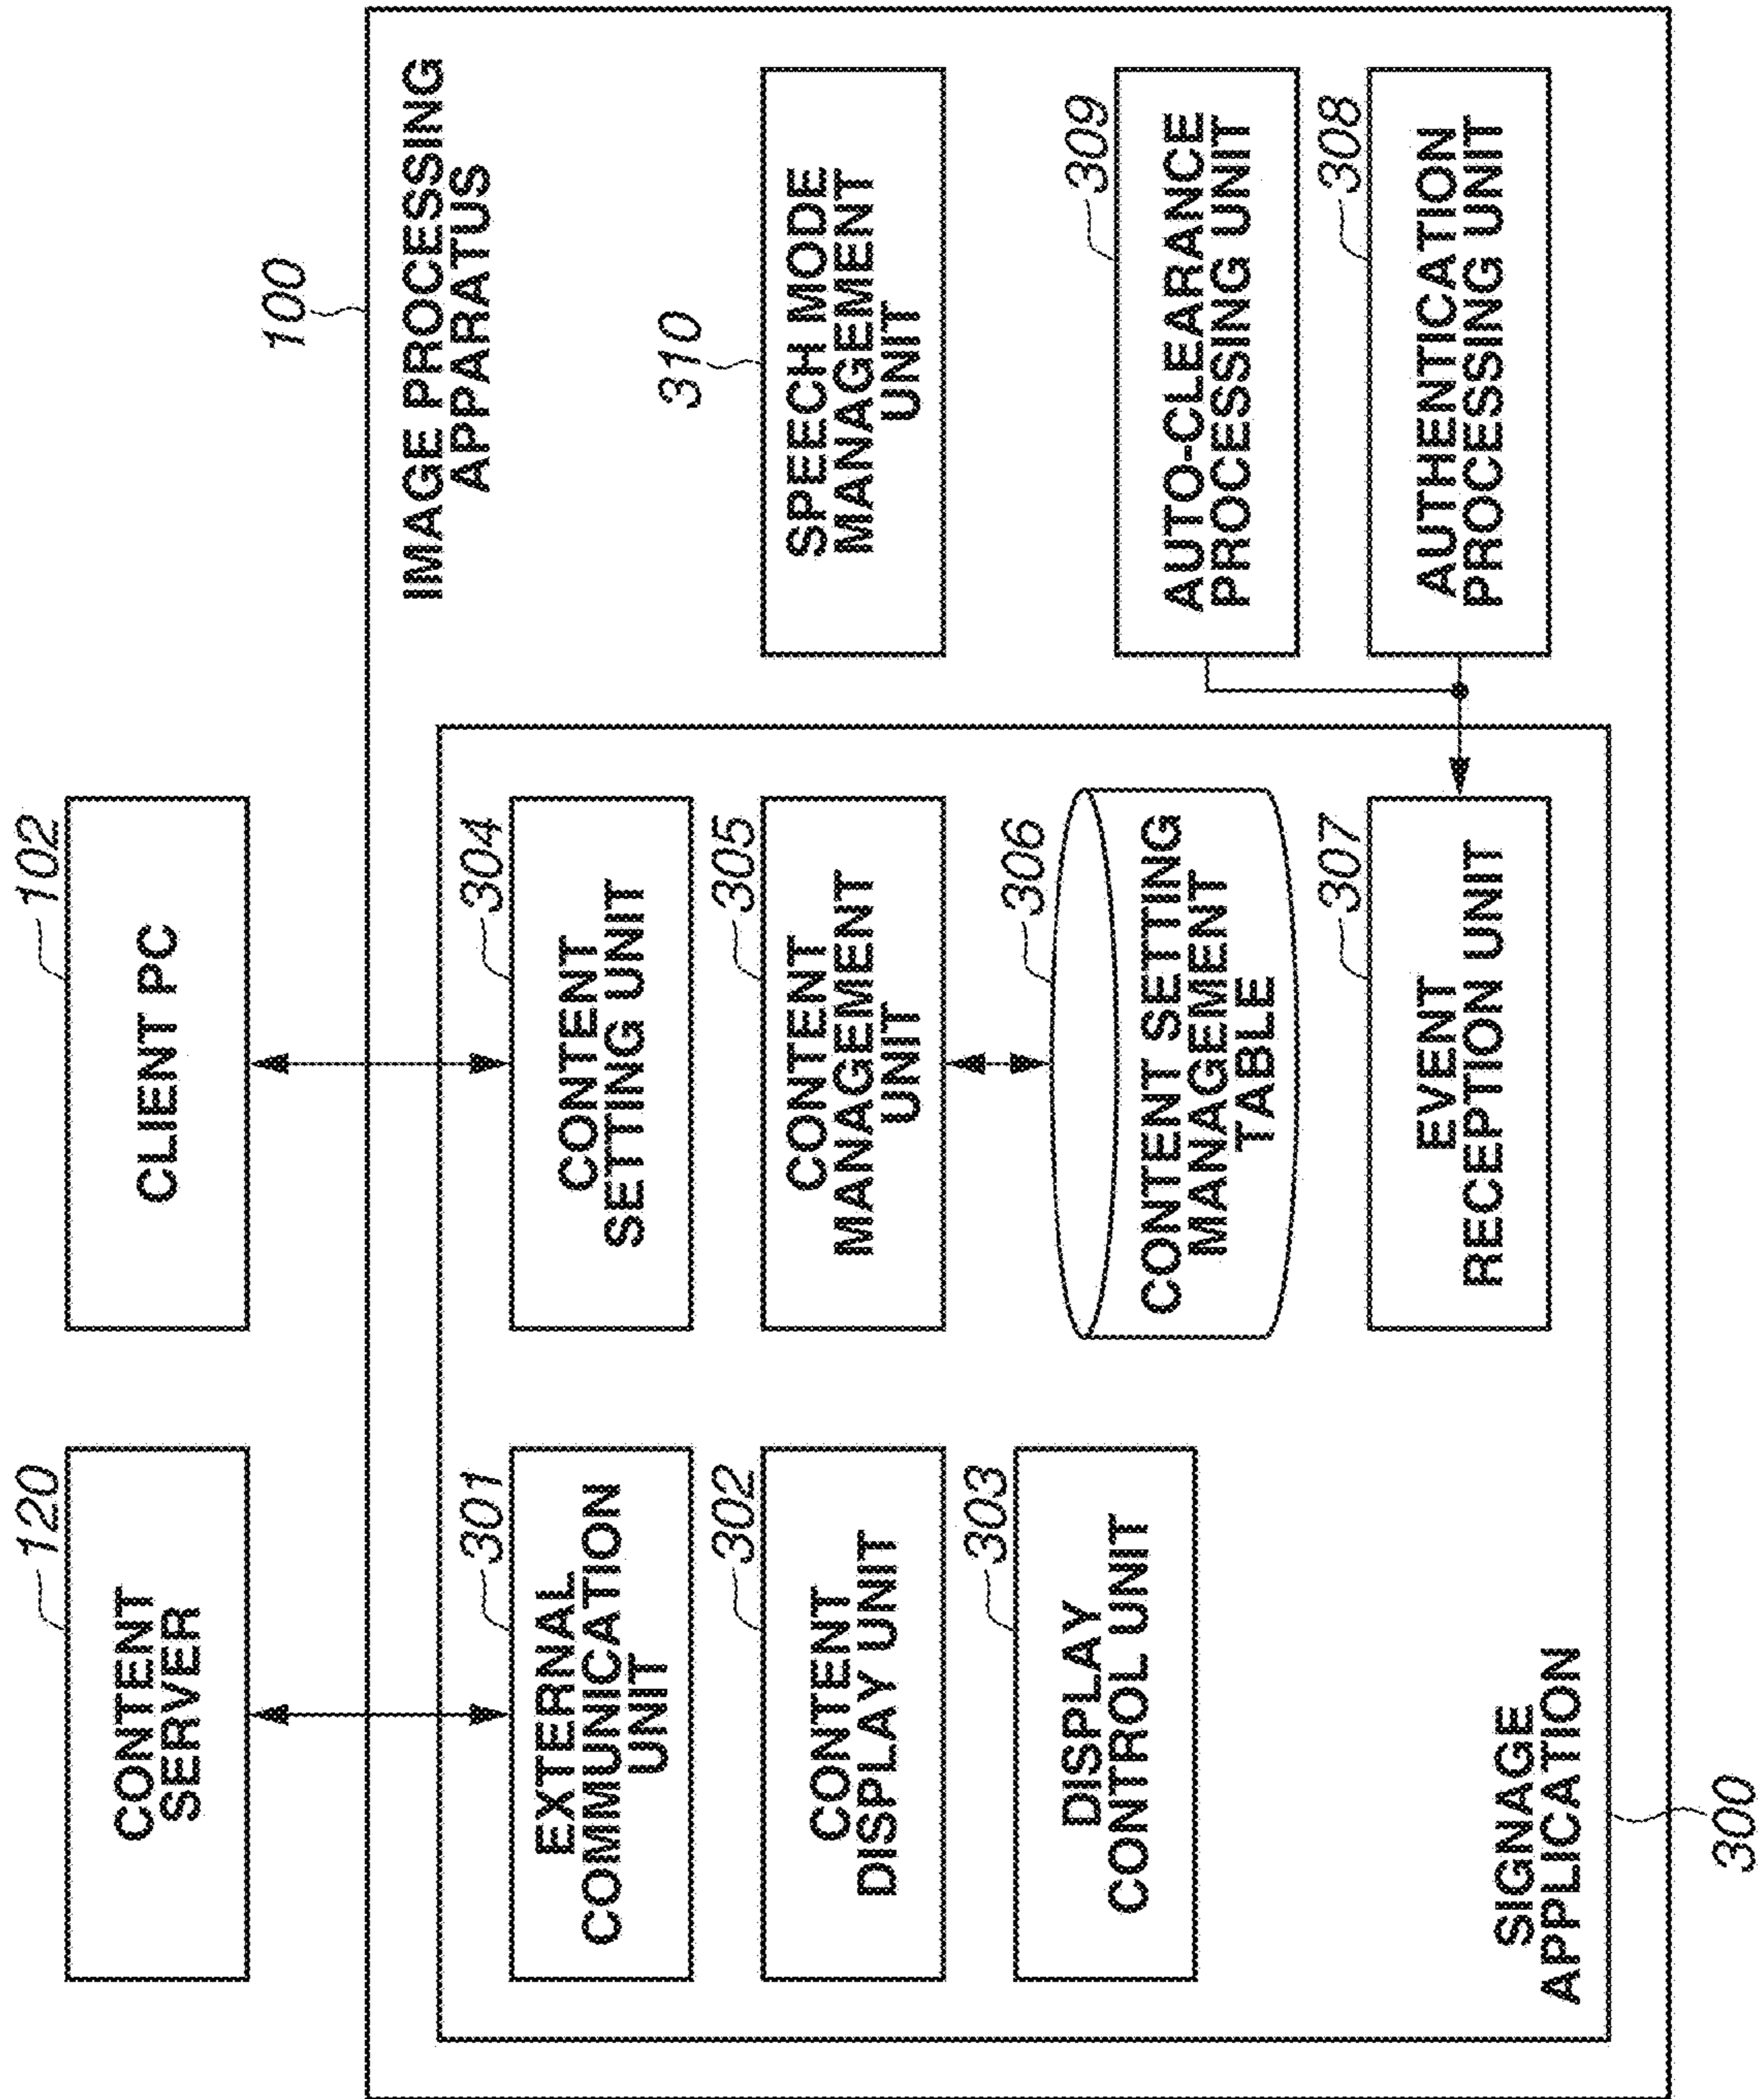 120
CONTENT
SERVER
102
CLIENT PC
100
IMAGE PROCESSING
APPARATUS
301
EXTERNAL
COMMUNICATION
UNIT
302
CONTENT
DISPLAY UNIT
303
DISPLAY
CONTROL UNIT
304
CONTENT
SETTING UNIT
305
CONTENT
MANAGEMENT
UNIT
306
CONTENT SETTING
MANAGEMENT
TABLE
307
EVENT
RECEPTION UNIT
310
SPEECH MODE
MANAGEMENT
UNIT
309
AUTO-CLEARANCE
PROCESSING UNIT
308
AUTHENTICATION
PROCESSING UNIT
SIGNAGE
APPLICATION
300